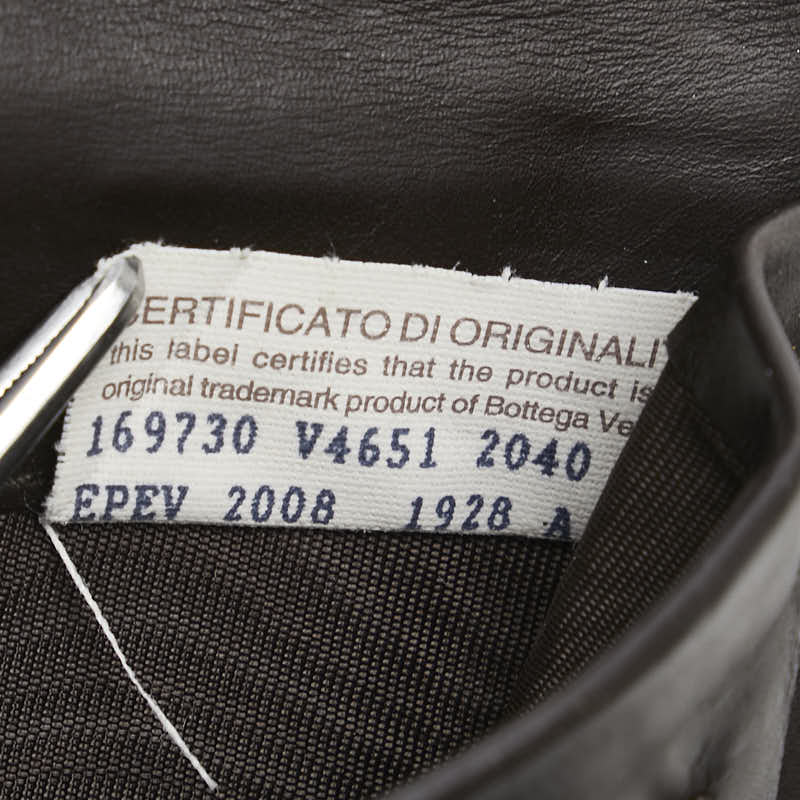 CERTIFICATO DI ORIGINALI
this label certifies that the product is
original trademark product of Bottega Ve
169730 V4651 2040
EPEV 2008 1928 A